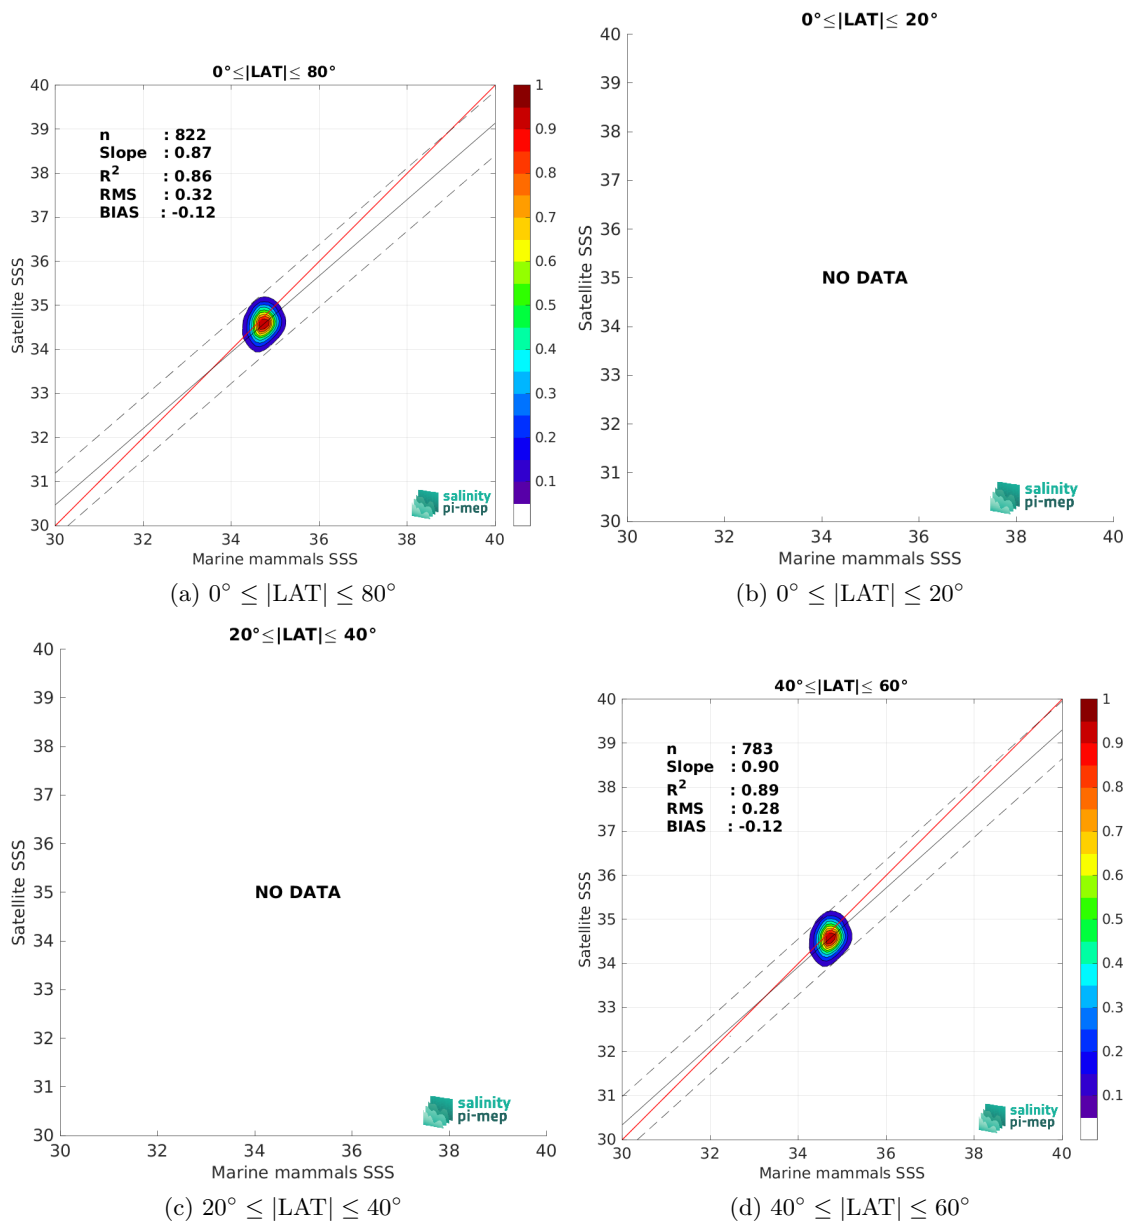 0°≤|LAT|≤ 80°
40
39
38
37
36
35
34
33
32
31
30
Satellite SSS
n : 822
Slope : 0.87
R² : 0.86
RMS : 0.32
BIAS : -0.12
salinity
pi-mep
30 32 34 36 38 40
Marine mammals SSS
1
0.9
0.8
0.7
0.6
0.5
0.4
0.3
0.2
0.1
(a) 0° ≤ |LAT| ≤ 80°
0°≤|LAT|≤ 20°
40
39
38
37
36
35
34
33
32
31
30
Satellite SSS
NO DATA
salinity
pi-mep
30 32 34 36 38 40
Marine mammals SSS
(b) 0° ≤ |LAT| ≤ 20°
20°≤|LAT|≤ 40°
40
39
38
37
36
35
34
33
32
31
30
Satellite SSS
NO DATA
salinity
pi-mep
30 32 34 36 38 40
Marine mammals SSS
(c) 20° ≤ |LAT| ≤ 40°
40°≤|LAT|≤ 60°
40
39
38
37
36
35
34
33
32
31
30
Satellite SSS
n : 783
Slope : 0.90
R² : 0.89
RMS : 0.28
BIAS : -0.12
salinity
pi-mep
30 32 34 36 38 40
Marine mammals SSS
1
0.9
0.8
0.7
0.6
0.5
0.4
0.3
0.2
0.1
(d) 40° ≤ |LAT| ≤ 60°